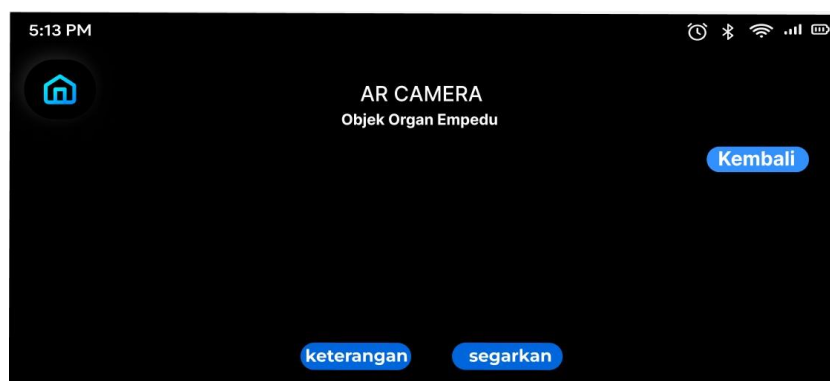 5:13 PM
AR CAMERA
Objek Organ Empedu
Kembali
keterangan
segarkan